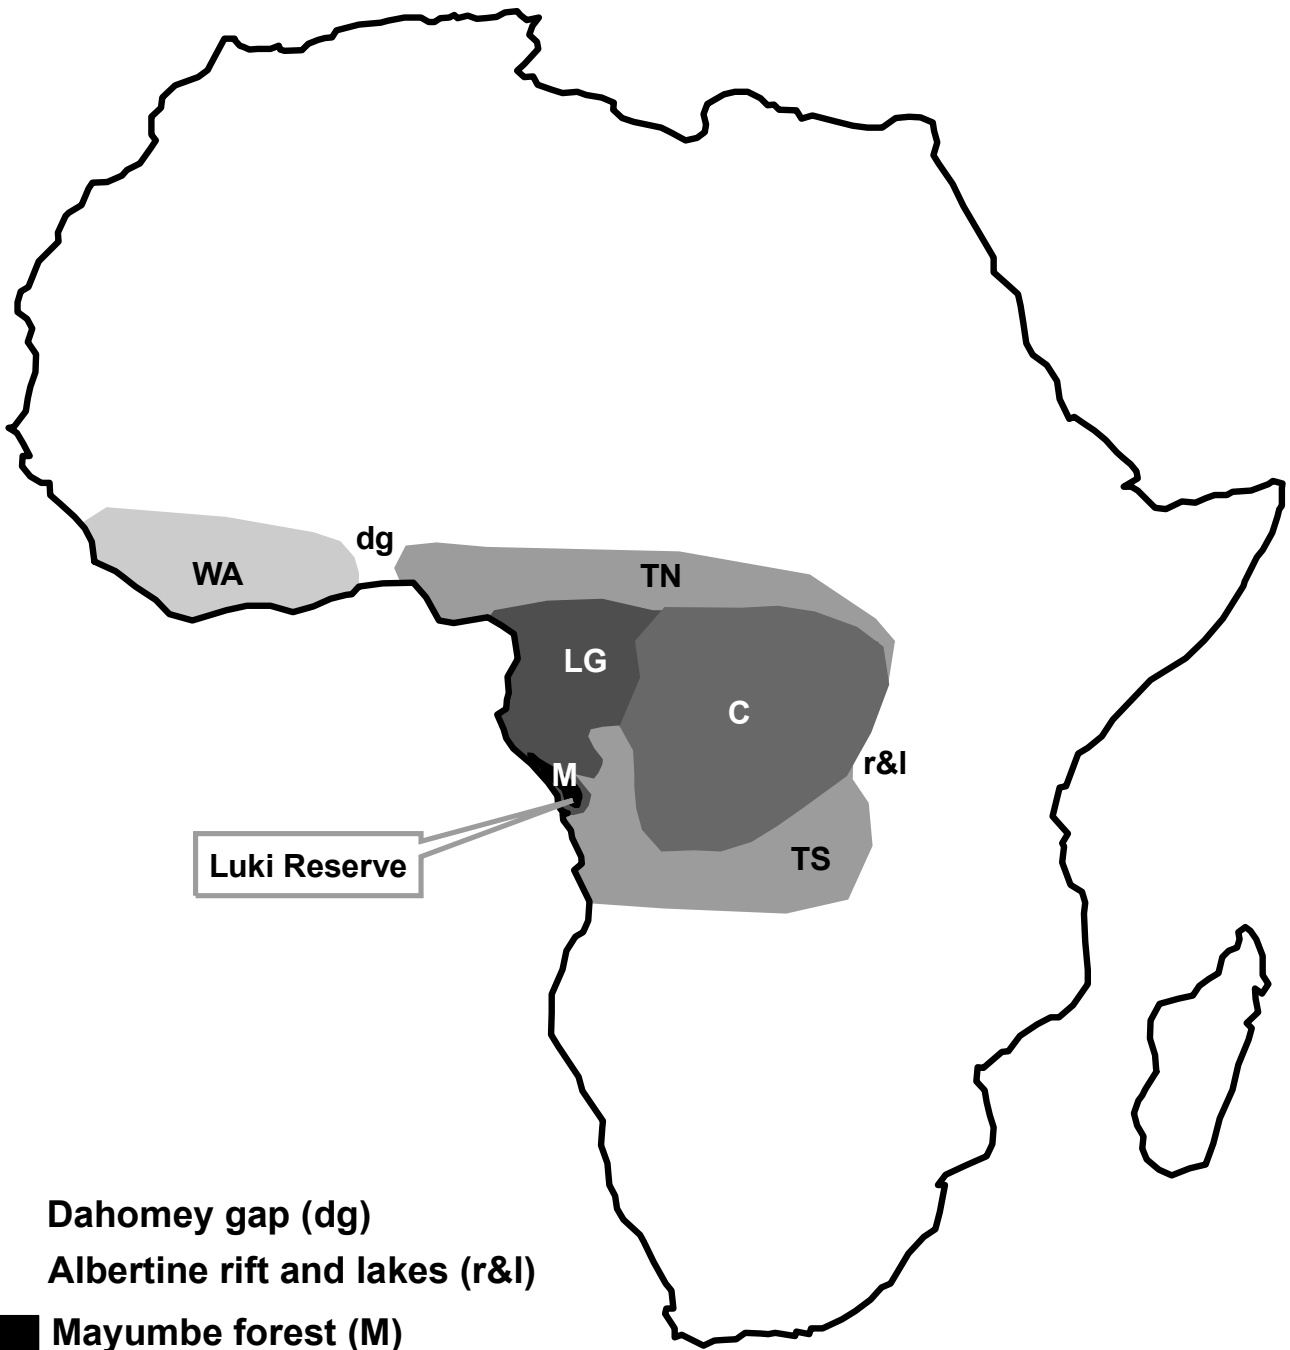 dg
WA
TN
LG
C
r&l
M
Luki Reserve
TS
Dahomey gap (dg)
Albertine rift and lakes (r&l)
Mayumbe forest (M)